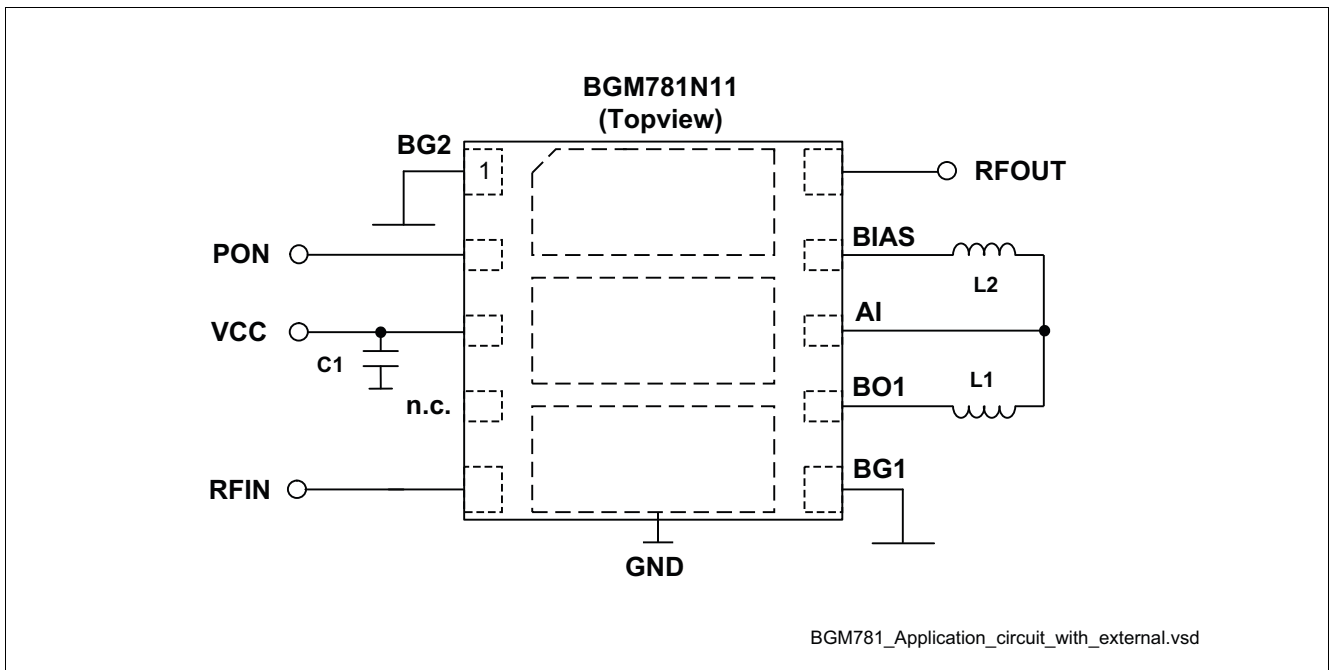 BGM781N11
(Topview)
BG2
1
RFOUT
PON
BIAS
L2
VCC
AI
C1
n.c.
BO1
L1
RFIN
BG1
GND
BGM781_Application_circuit_with_external.vsd